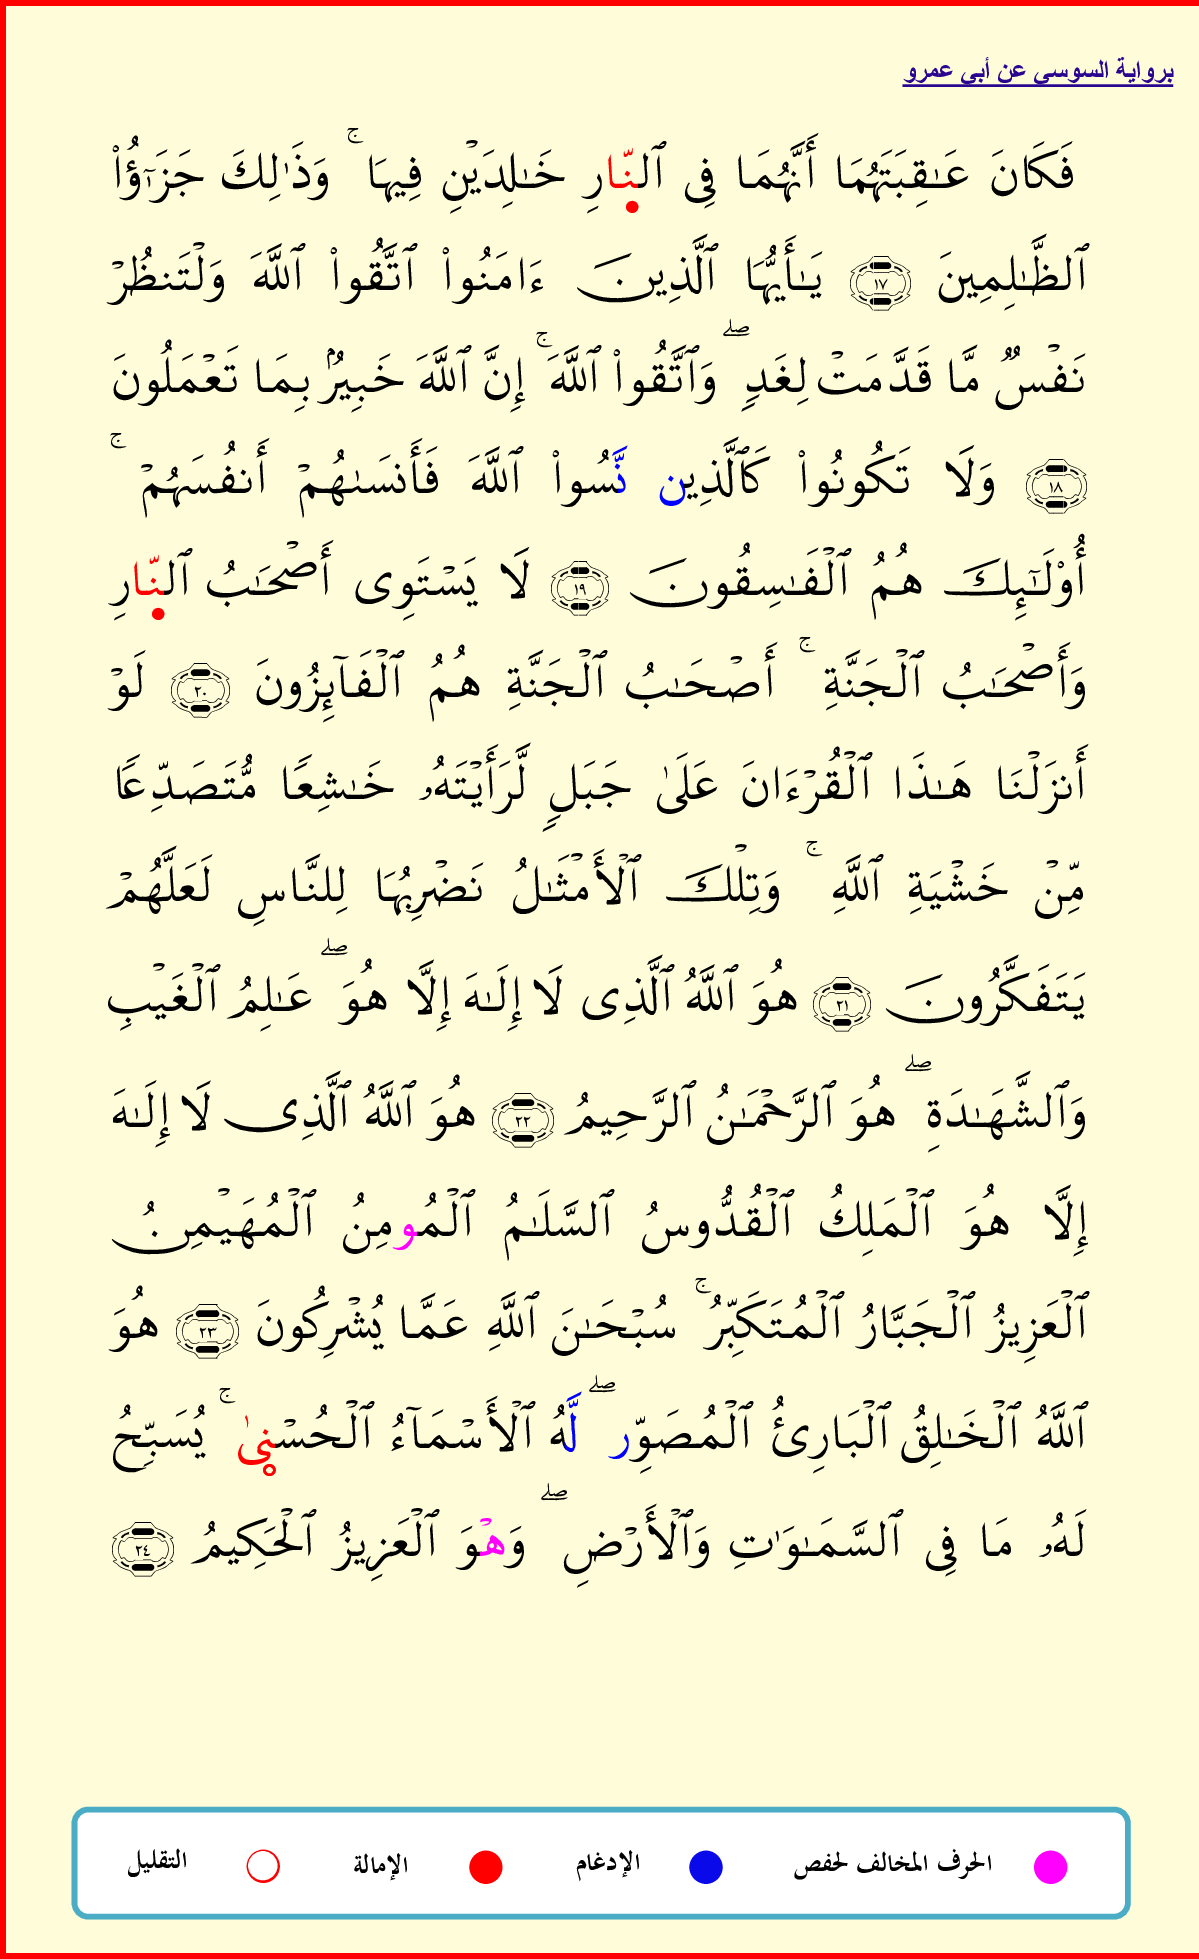 برواية السوسي عن أبي عمرو
فَكَانَ عَـٰقِبَتَهُمَا أَنَّهُمَا فِى ٱلنّارِ خَـٰلِدَيْنِ فِيهَا ۚ وَذَٰلِكَ جَزَـٰٓؤُا۟
ٱلظَّـٰلِمِينَ ١٧ يَـٰأَيُّهَا ٱلَّذِينَ ءَامَنُوا۟ ٱتَّقُوا۟ ٱللَّهَ وَلْتَنظُرْ
نَفْسٌ مَّا قَدَّمَتْ لِغَدٍ ۖ وَٱتَّقُوا۟ ٱللَّهَ ۚ إِنَّ ٱللَّهَ خَبِيرٌۢ بِمَا تَعْمَلُونَ
١٨ وَلَا تَكُونُوا۟ كَٱلَّذِين نَّسُوا۟ ٱللَّهَ فَأَنسَىٰهُمْ أَنفُسَهُمْ ۚ
أُو۟لَـٰٓئِكَ هُمُ ٱلْفَـٰسِقُونَ ١٩ لَا يَسْتَوِى أَصْحَـٰبُ ٱلنّارِ
وَأَصْحَـٰبُ ٱلْجَنَّةِ ۚ أَصْحَـٰبُ ٱلْجَنَّةِ هُمُ ٱلْفَآئِزُونَ ٢٠ لَوْ
أَنزَلْنَا هَـٰذَا ٱلْقُرْءَانَ عَلَىٰ جَبَلٍ لَّرَأَيْتَهُۥ خَـٰشِعًا مُّتَصَدِّعًا
مِّنْ خَشْيَةِ ٱللَّهِ ۚ وَتِلْكَ ٱلْأَمْثَـٰلُ نَضْرِبُهَا لِلنَّاسِ لَعَلَّهُمْ
يَتَفَكَّرُونَ ٢١ هُوَ ٱللَّهُ ٱلَّذِى لَا إِلَـٰهَ إِلَّا هُوَ ۖ عَـٰلِمُ ٱلْغَيْبِ
وَٱلشَّهَـٰدَةِ ۖ هُوَ ٱلرَّحْمَـٰنُ ٱلرَّحِيمُ ٢٢ هُوَ ٱللَّهُ ٱلَّذِى لَا إِلَـٰهَ
إِلَّا هُوَ ٱلْمَلِكُ ٱلْقُدُّوسُ ٱلسَّلَـٰمُ ٱلْمُومِنُ ٱلْمُهَيْمِنُ
ٱلْعَزِيزُ ٱلْجَبَّارُ ٱلْمُتَكَبِّرُ ۚ سُبْحَـٰنَ ٱللَّهِ عَمَّا يُشْرِكُونَ ٢٣ هُوَ
ٱللَّهُ ٱلْخَـٰلِقُ ٱلْبَارِئُ ٱلْمُصَوِّر ۖ لَّهُ ٱلْأَسْمَآءُ ٱلْحُسْنِىٰ ۚ يُسَبِّحُ
لَهُۥ مَا فِى ٱلسَّمَـٰوَٰتِ وَٱلْأَرْضِ ۖ وَهْوَ ٱلْعَزِيزُ ٱلْحَكِيمُ ٢٤
الحرف المخالف لحفص الإدغام الإمالة التقليل